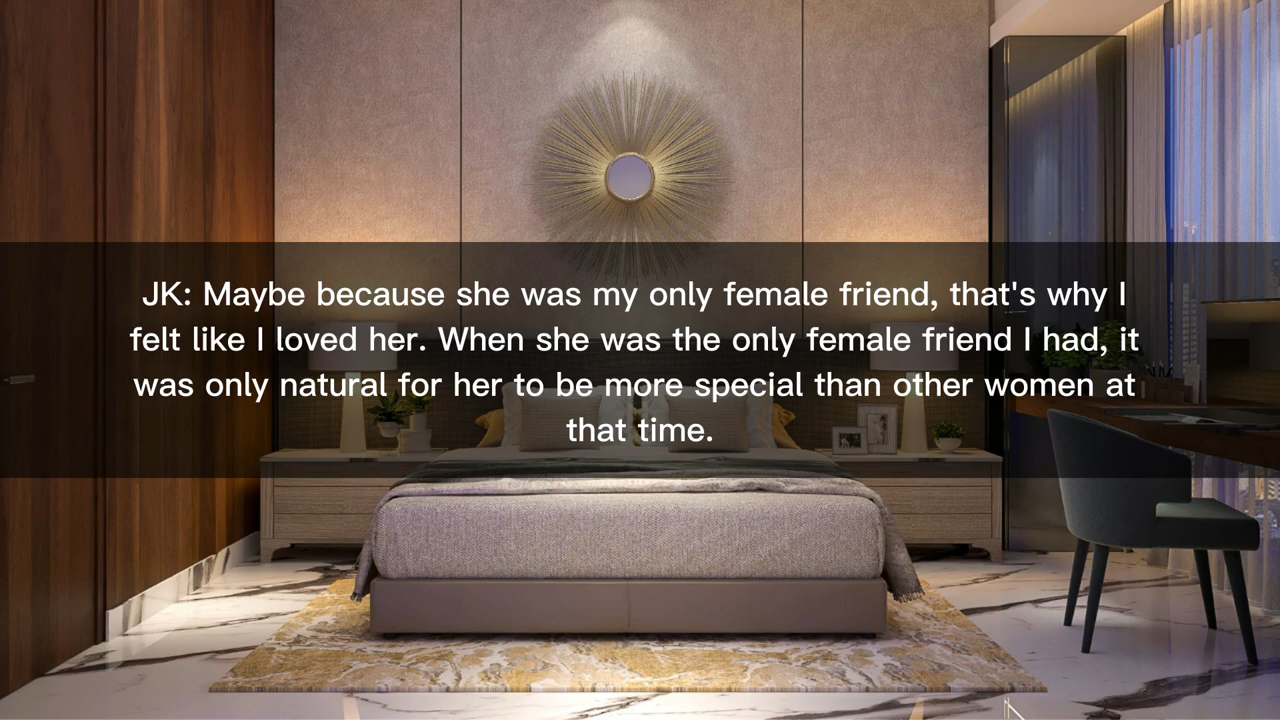 JK: Maybe because she was my only female friend, that's why I
felt like I loved her. When she was the only female friend I had, it
was only natural for her to be more special than other women at
that time.